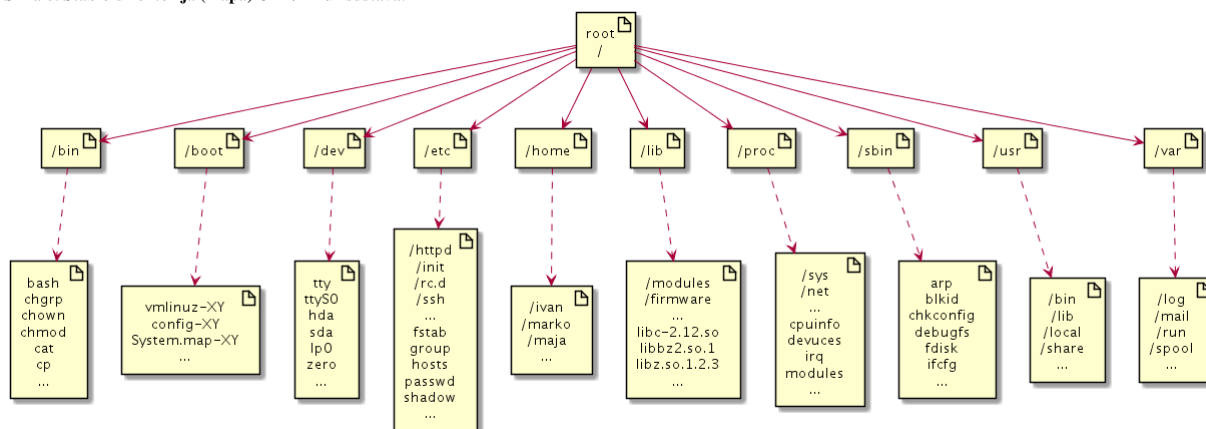 root
/
/bin
/boot
/dev
/etc
/home
/lib
/proc
/sbin
/usr
/var
bash
chgrp
chown
chmod
cat
cp
...
vmlinuz-XY
config-XY
System.map-XY
...
tty
ttyS0
hda
sda
lp0
zero
...
/httpd
/init
/rc.d
/ssh
...
fstab
group
hosts
passwd
shadow
...
/ivan
/marko
/maja
...
/modules
/firmware
...
libc-2.12.so
libbz2.so.1
libz.so.1.2.3
...
/sys
/net
...
cpuinfo
devuces
irq
modules
...
arp
blkid
chkconfig
debugfs
fdisk
ifcfg
...
/bin
/lib
/local
/share
...
/log
/mail
/run
/spool
...